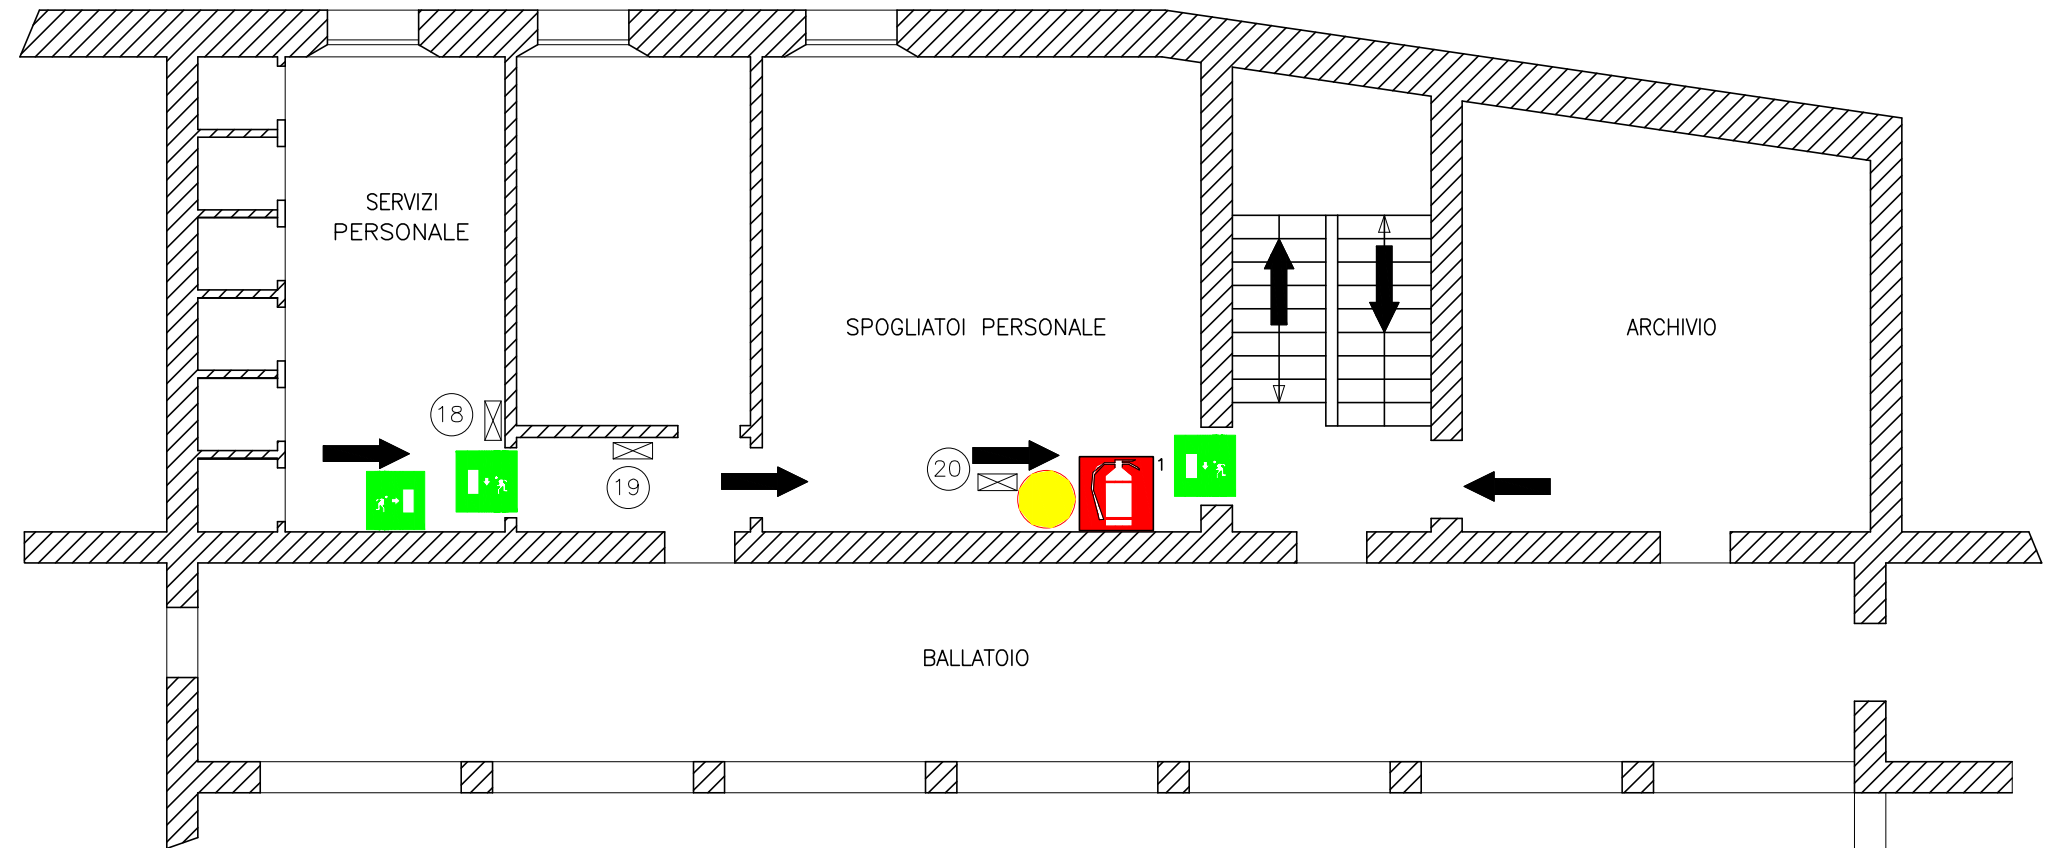 SERVIZI
PERSONALE
SPOGLIATOI PERSONALE
ARCHIVIO
18
19
20
1
BALLATOIO